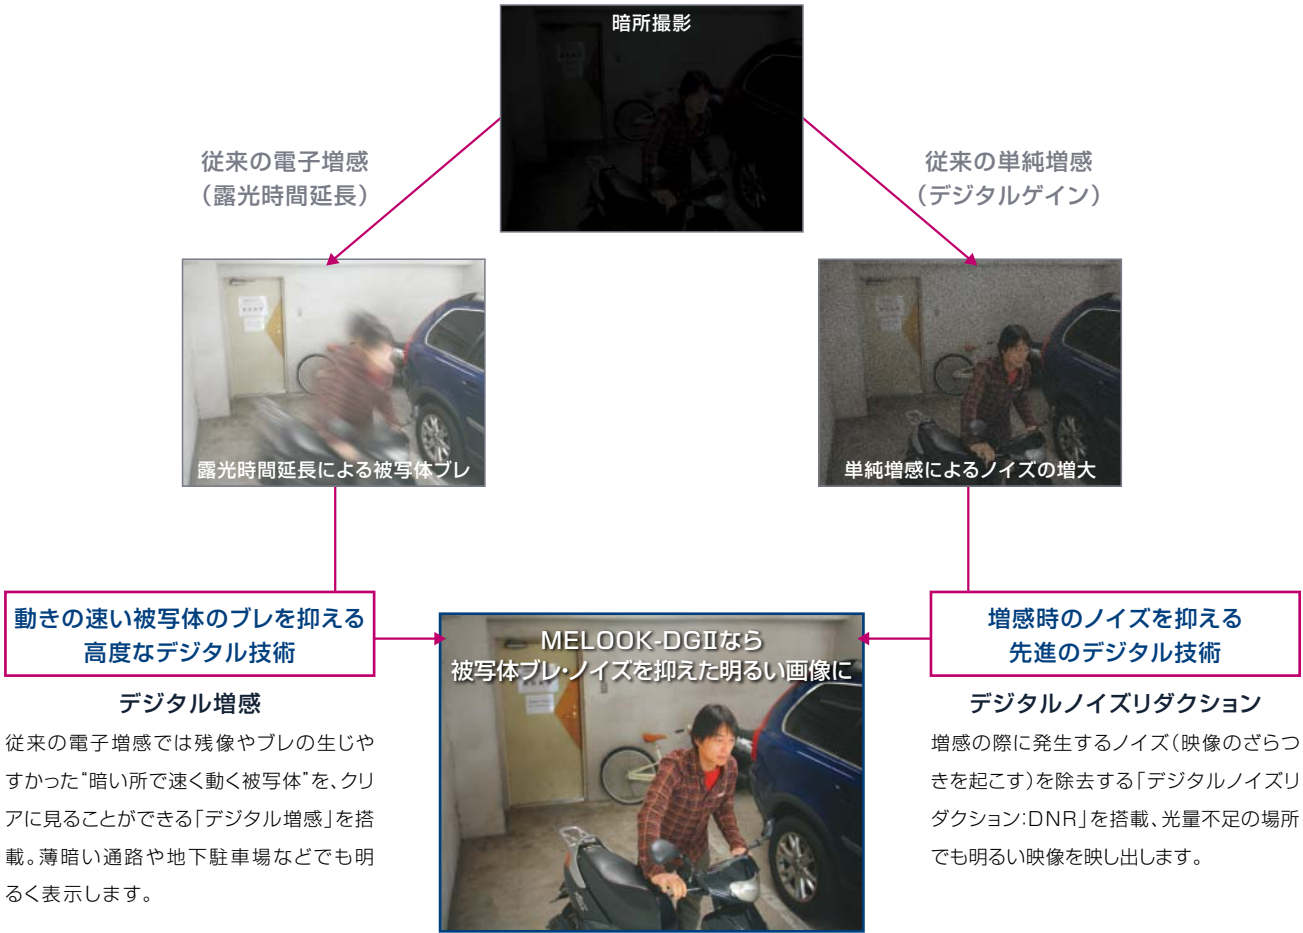 暗所撮影
従来の電子増感
（露光時間延長）
従来の単純増感
（デジタルゲイン）
露光時間延長による被写体ブレ
単純増感によるノイズの増大
動きの速い被写体のブレを抑える
高度なデジタル技術
デジタル増感
従来の電子増感では残像やブレの生じや
すかった“暗い所で速く動く被写体”を、クリ
アに見ることができる「デジタル増感」を搭
載。薄暗い通路や地下駐車場などでも明
るく表示します。
MELOOK-DGⅡなら
被写体ブレ・ノイズを抑えた明るい画像に
増感時のノイズを抑える
先進のデジタル技術
デジタルノイズリダクション
増感の際に発生するノイズ（映像のざらつ
きを起こす）を除去する「デジタルノイズリ
ダクション：DNR」を搭載、光量不足の場所
でも明るい映像を映し出します。